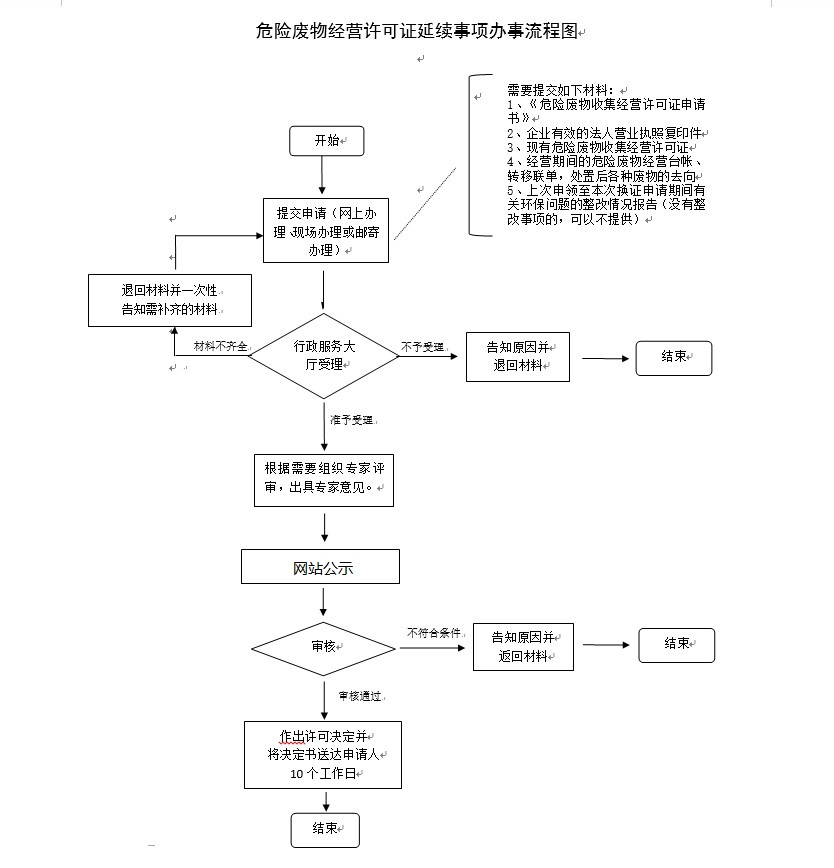 危险废物经营许可证延续事项办事流程图
需要提交如下材料：
1、《危险废物收集经营许可证申请
书》
2、企业有效的法人营业执照复印件
3、现有危险废物收集经营许可证
4、经营期间的危险废物经营台帐、
转移联单，处置后各种废物的去向
5、上次申领至本次换证申请期间有
关环保问题的整改情况报告（没有整
改事项的，可以不提供）
开始
提交申请（网上办
理、现场办理或邮寄
办理）
退回材料并一次性
告知需补齐的材料
材料不齐全
行政服务大
厅受理
不予受理
告知原因并
退回材料
结束
准予受理
根据需要组织专家评
审，出具专家意见。
网站公示
审核
不符合条件
告知原因并
返回材料
结束
审核通过
作出许可决定并
将决定书送达申请人
10个工作日
结束